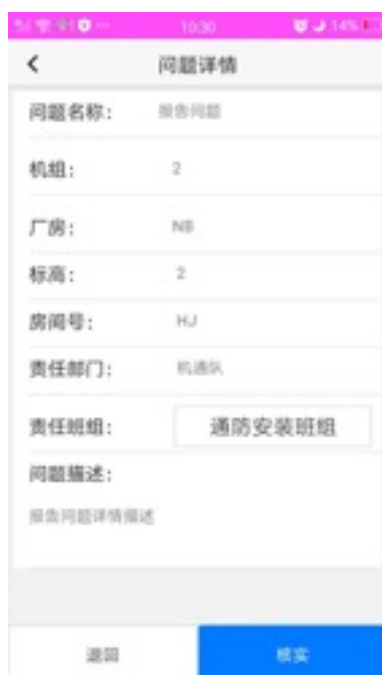 10:30
14%
问题详情
问题名称: 报告问题
机组: 2
厂房: NB
标高: 2
房间号: HJ
责任部门: 机通队
责任班组: 通防安装班组
问题描述:
报告问题详情描述
退回 核实